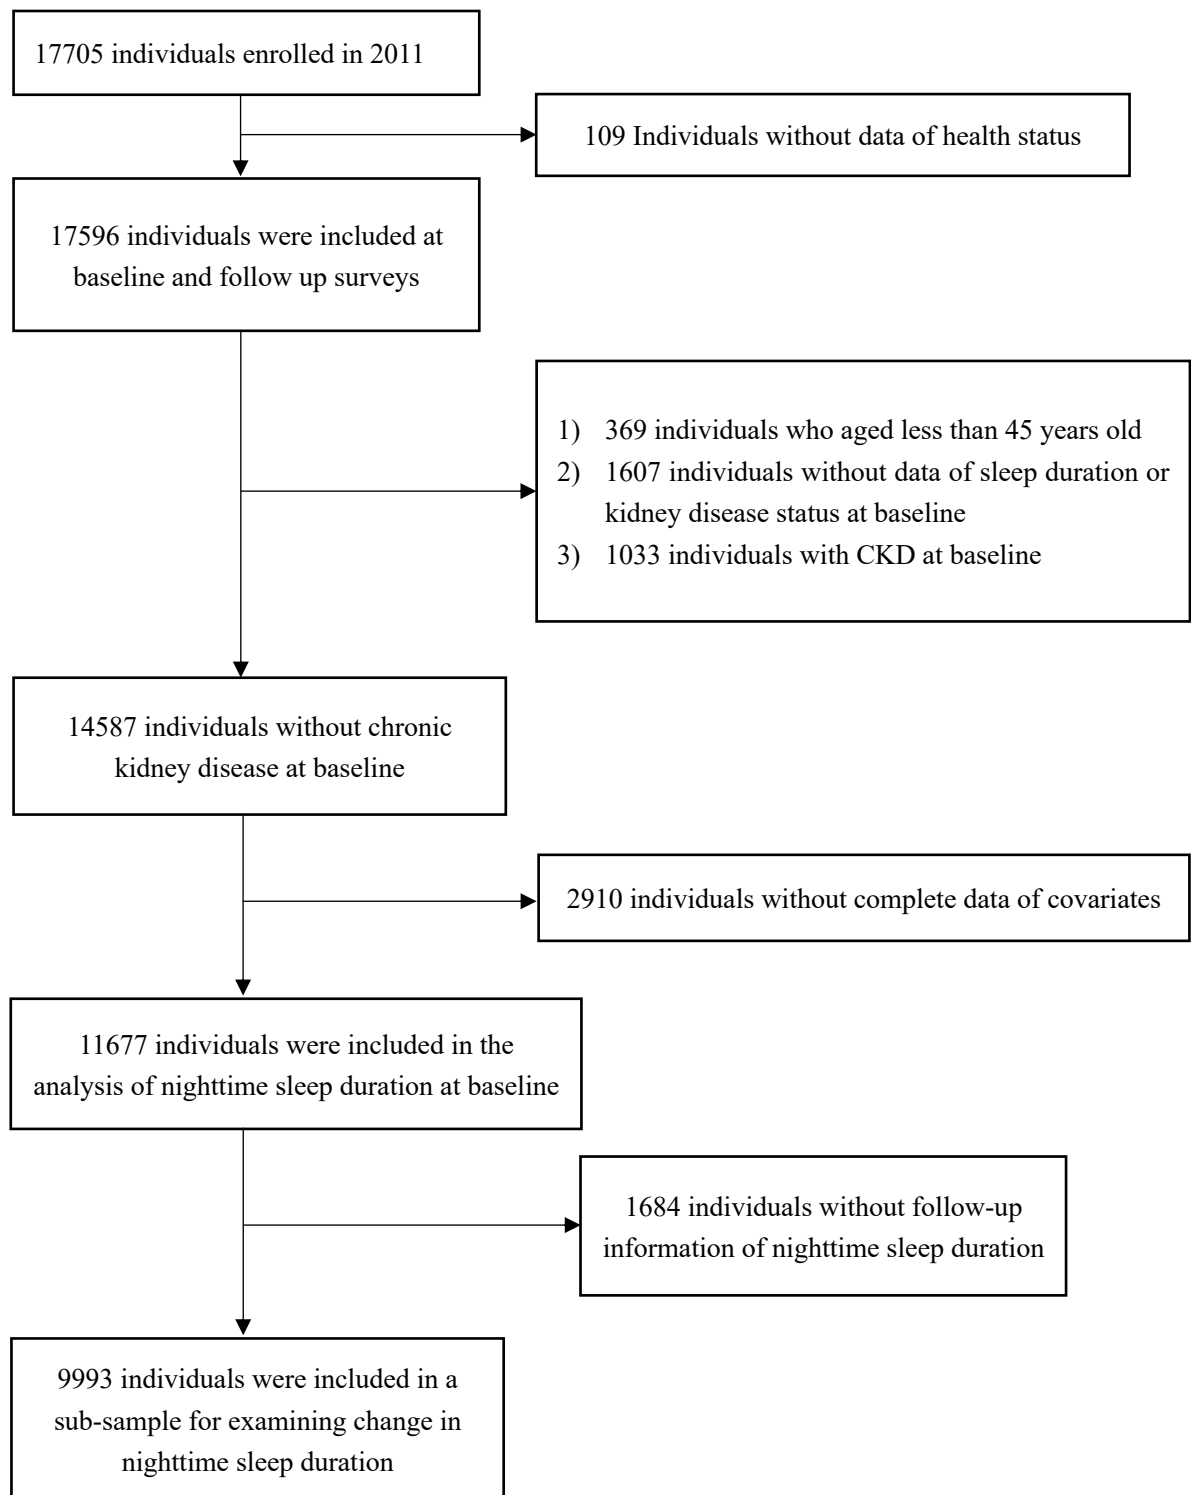 17705 individuals enrolled in 2011
109 Individuals without data of health status
17596 individuals were included at
baseline and follow up surveys
1) 369 individuals who aged less than 45 years old
2) 1607 individuals without data of sleep duration or
kidney disease status at baseline
3) 1033 individuals with CKD at baseline
14587 individuals without chronic
kidney disease at baseline
2910 individuals without complete data of covariates
11677 individuals were included in the
analysis of nighttime sleep duration at baseline
1684 individuals without follow-up
information of nighttime sleep duration
9993 individuals were included in a
sub-sample for examining change in
nighttime sleep duration